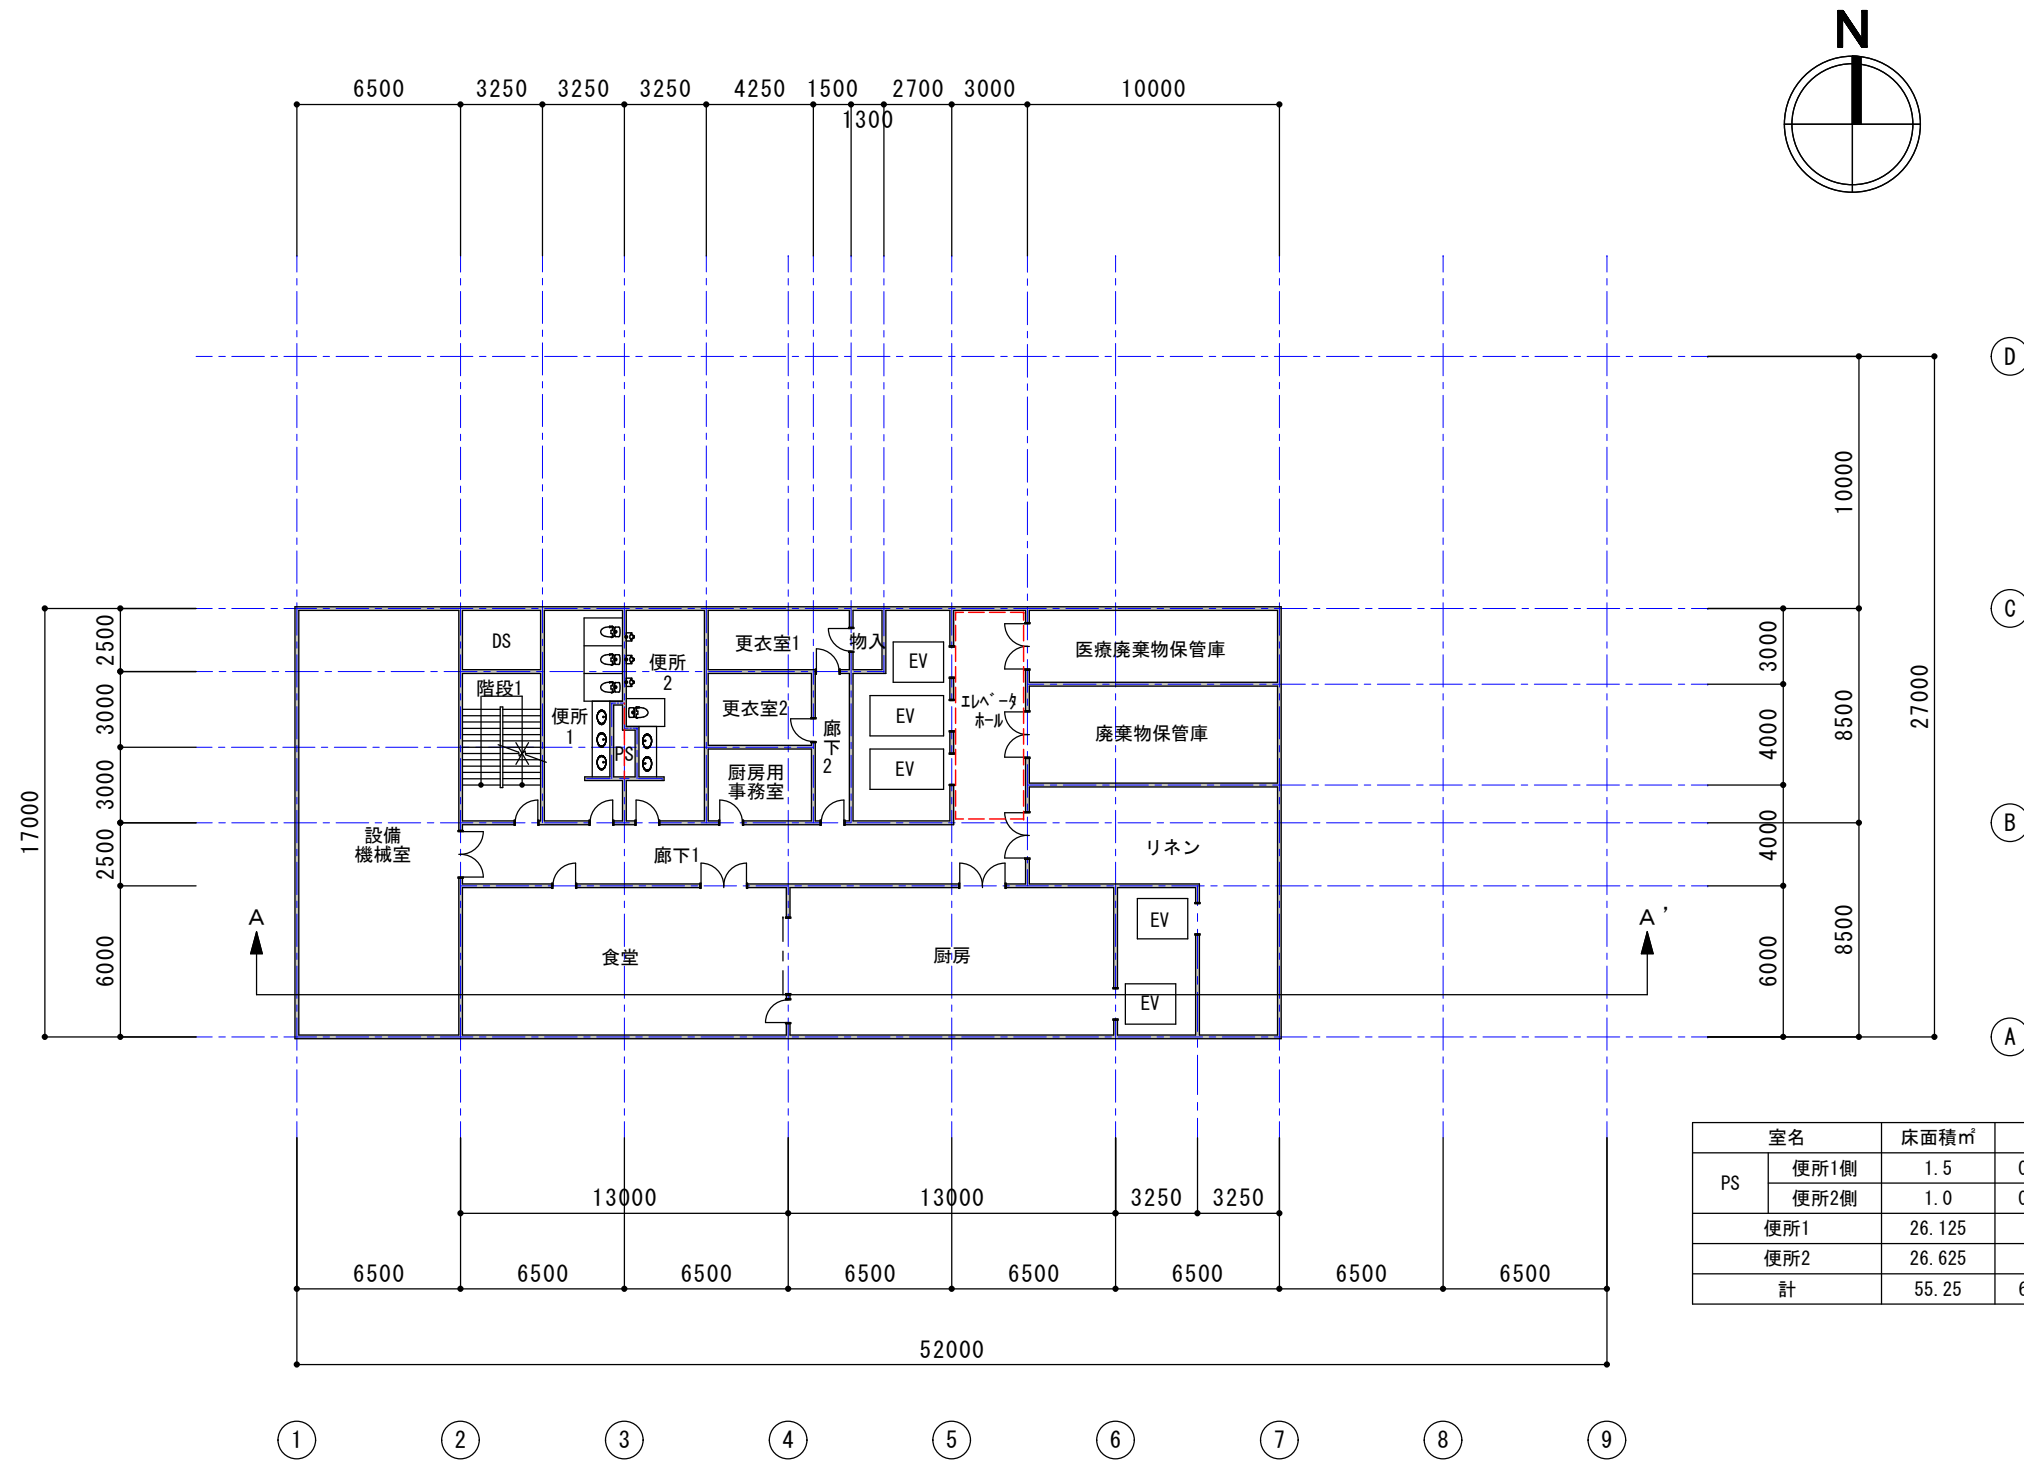 N
6500 3250 3250 3250 4250 1500 2700 3000 10000
1300
D
10000
27000
C
2500
3000
DS
更衣室1
物入
便所
2
EV
医療廃棄物保管庫
階段1
3000
8500
4000
エレベータ
ホール
更衣室2
便所
1
EV
廊
下
2
廃棄物保管庫
PS
EV
厨房用
事務室
3000
17000
B
設備
機械室
廊下1
リネン
2500
4000
A
EV
A'
食堂
厨房
6000
8500
6000
EV
A
室名 床面積㎡
PS 便所1側 1.5
便所2側 1.0
便所1 26.125
便所2 26.625
計 55.25
13000 13000 3250 3250
6500 6500 6500 6500 6500 6500 6500 6500
52000
1 2 3 4 5 6 7 8 9